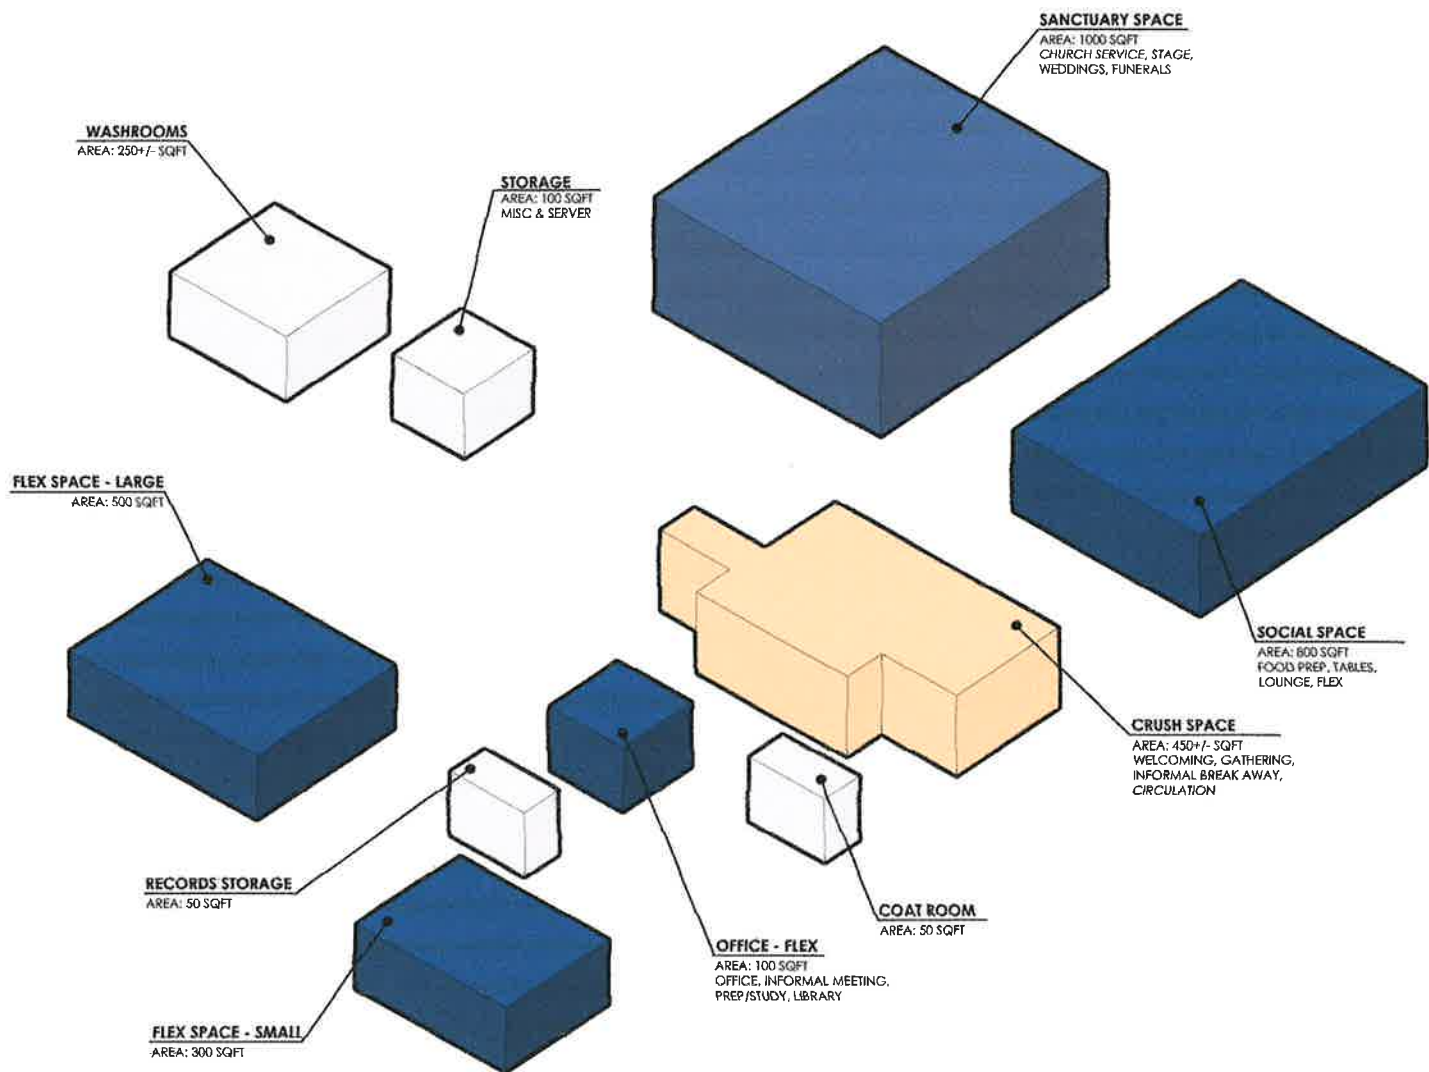 SANCTUARY SPACE
AREA: 1000 SQFT
CHURCH SERVICE, STAGE,
WEDDINGS, FUNERALS
WASHROOMS
AREA: 250+/- SQFT
STORAGE
AREA: 100 SQFT
MISC & SERVER
FLEX SPACE - LARGE
AREA: 500 SQFT
SOCIAL SPACE
AREA: 800 SQFT
FOOD PREP, TABLES,
LOUNGE, FLEX
CRUSH SPACE
AREA: 450+/- SQFT
WELCOMING, GATHERING,
INFORMAL BREAK AWAY,
CIRCULATION
RECORDS STORAGE
AREA: 50 SQFT
COAT ROOM
AREA: 50 SQFT
OFFICE - FLEX
AREA: 100 SQFT
OFFICE, INFORMAL MEETING,
PREP/STUDY, LIBRARY
FLEX SPACE - SMALL
AREA: 300 SQFT